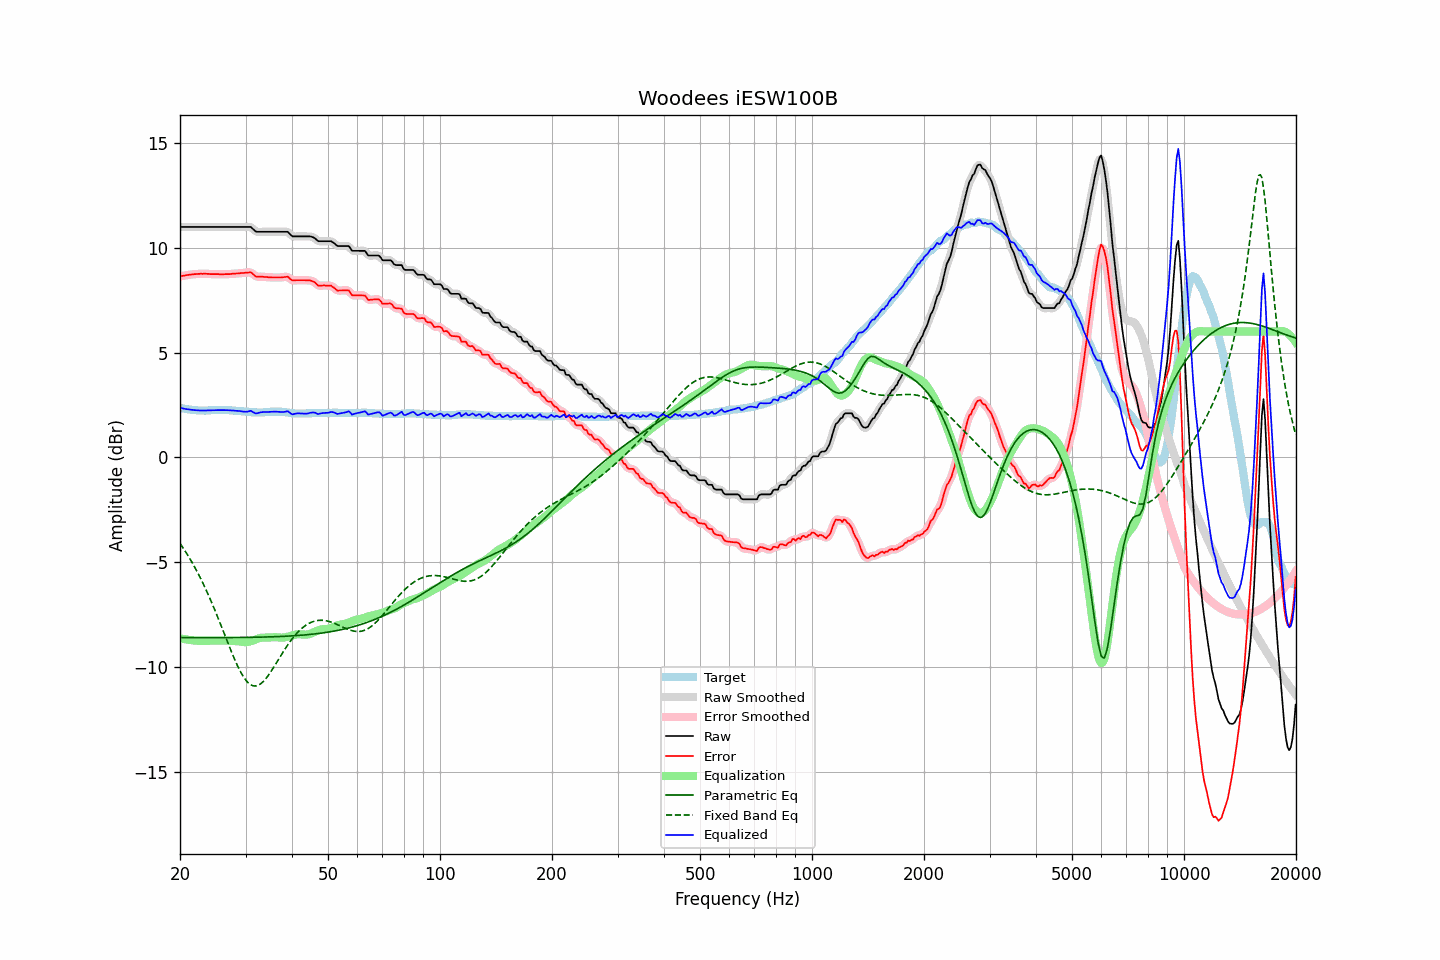 Woodees iESW100B
Amplitude (dBr)
15
10
5
0
−5
−10
−15
Target
Raw Smoothed
Error Smoothed
Raw
Error
Equalization
Parametric Eq
Fixed Band Eq
Equalized
20 50 100 200 500 1000 2000 5000 10000 20000
Frequency (Hz)